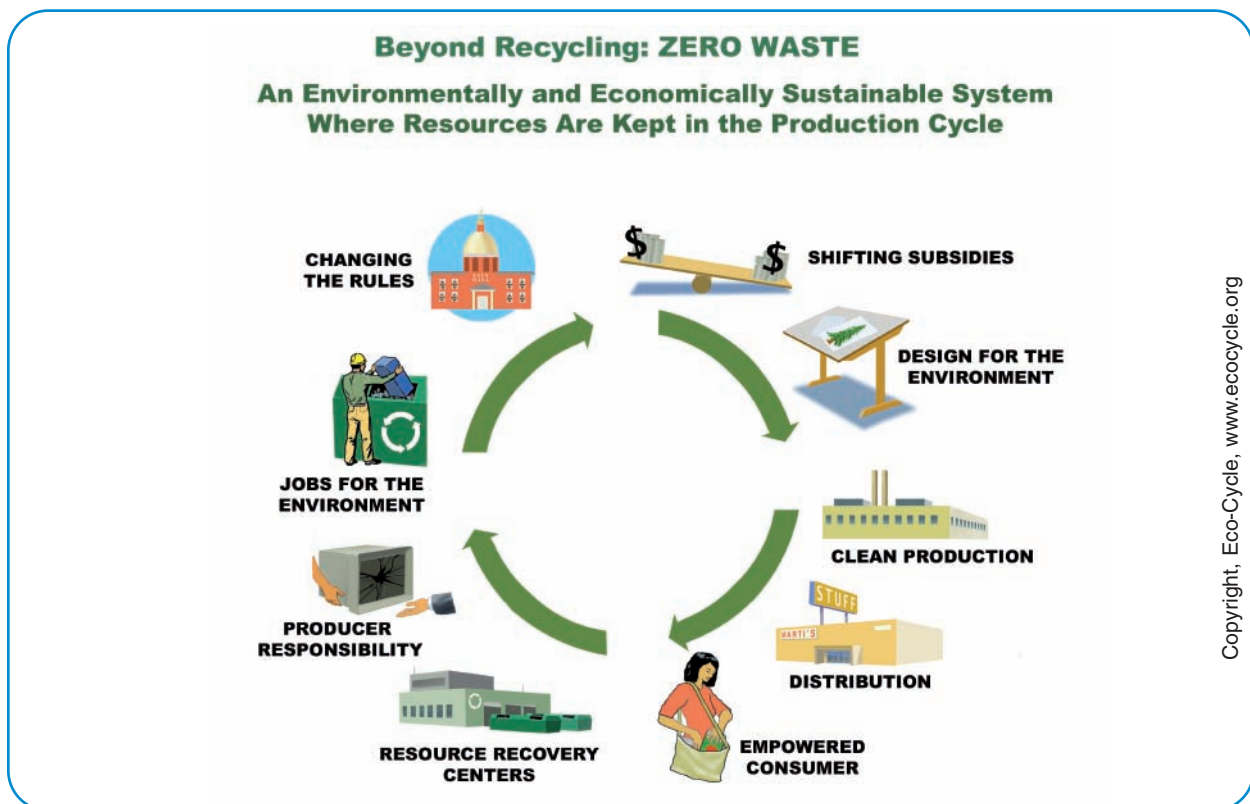 Beyond Recycling: ZERO WASTE
An Environmentally and Economically Sustainable System
Where Resources Are Kept in the Production Cycle
CHANGING
THE RULES
CITY
HALL
$
$
SHIFTING SUBSIDIES
DESIGN FOR THE
ENVIRONMENT
CLEAN PRODUCTION
STUFF
MARTI'S
DISTRIBUTION
EMPOWERED
CONSUMER
RESOURCE RECOVERY
CENTERS
PRODUCER
RESPONSIBILITY
JOBS FOR THE
ENVIRONMENT
Copyright, Eco-Cycle, www.ecocycle.org